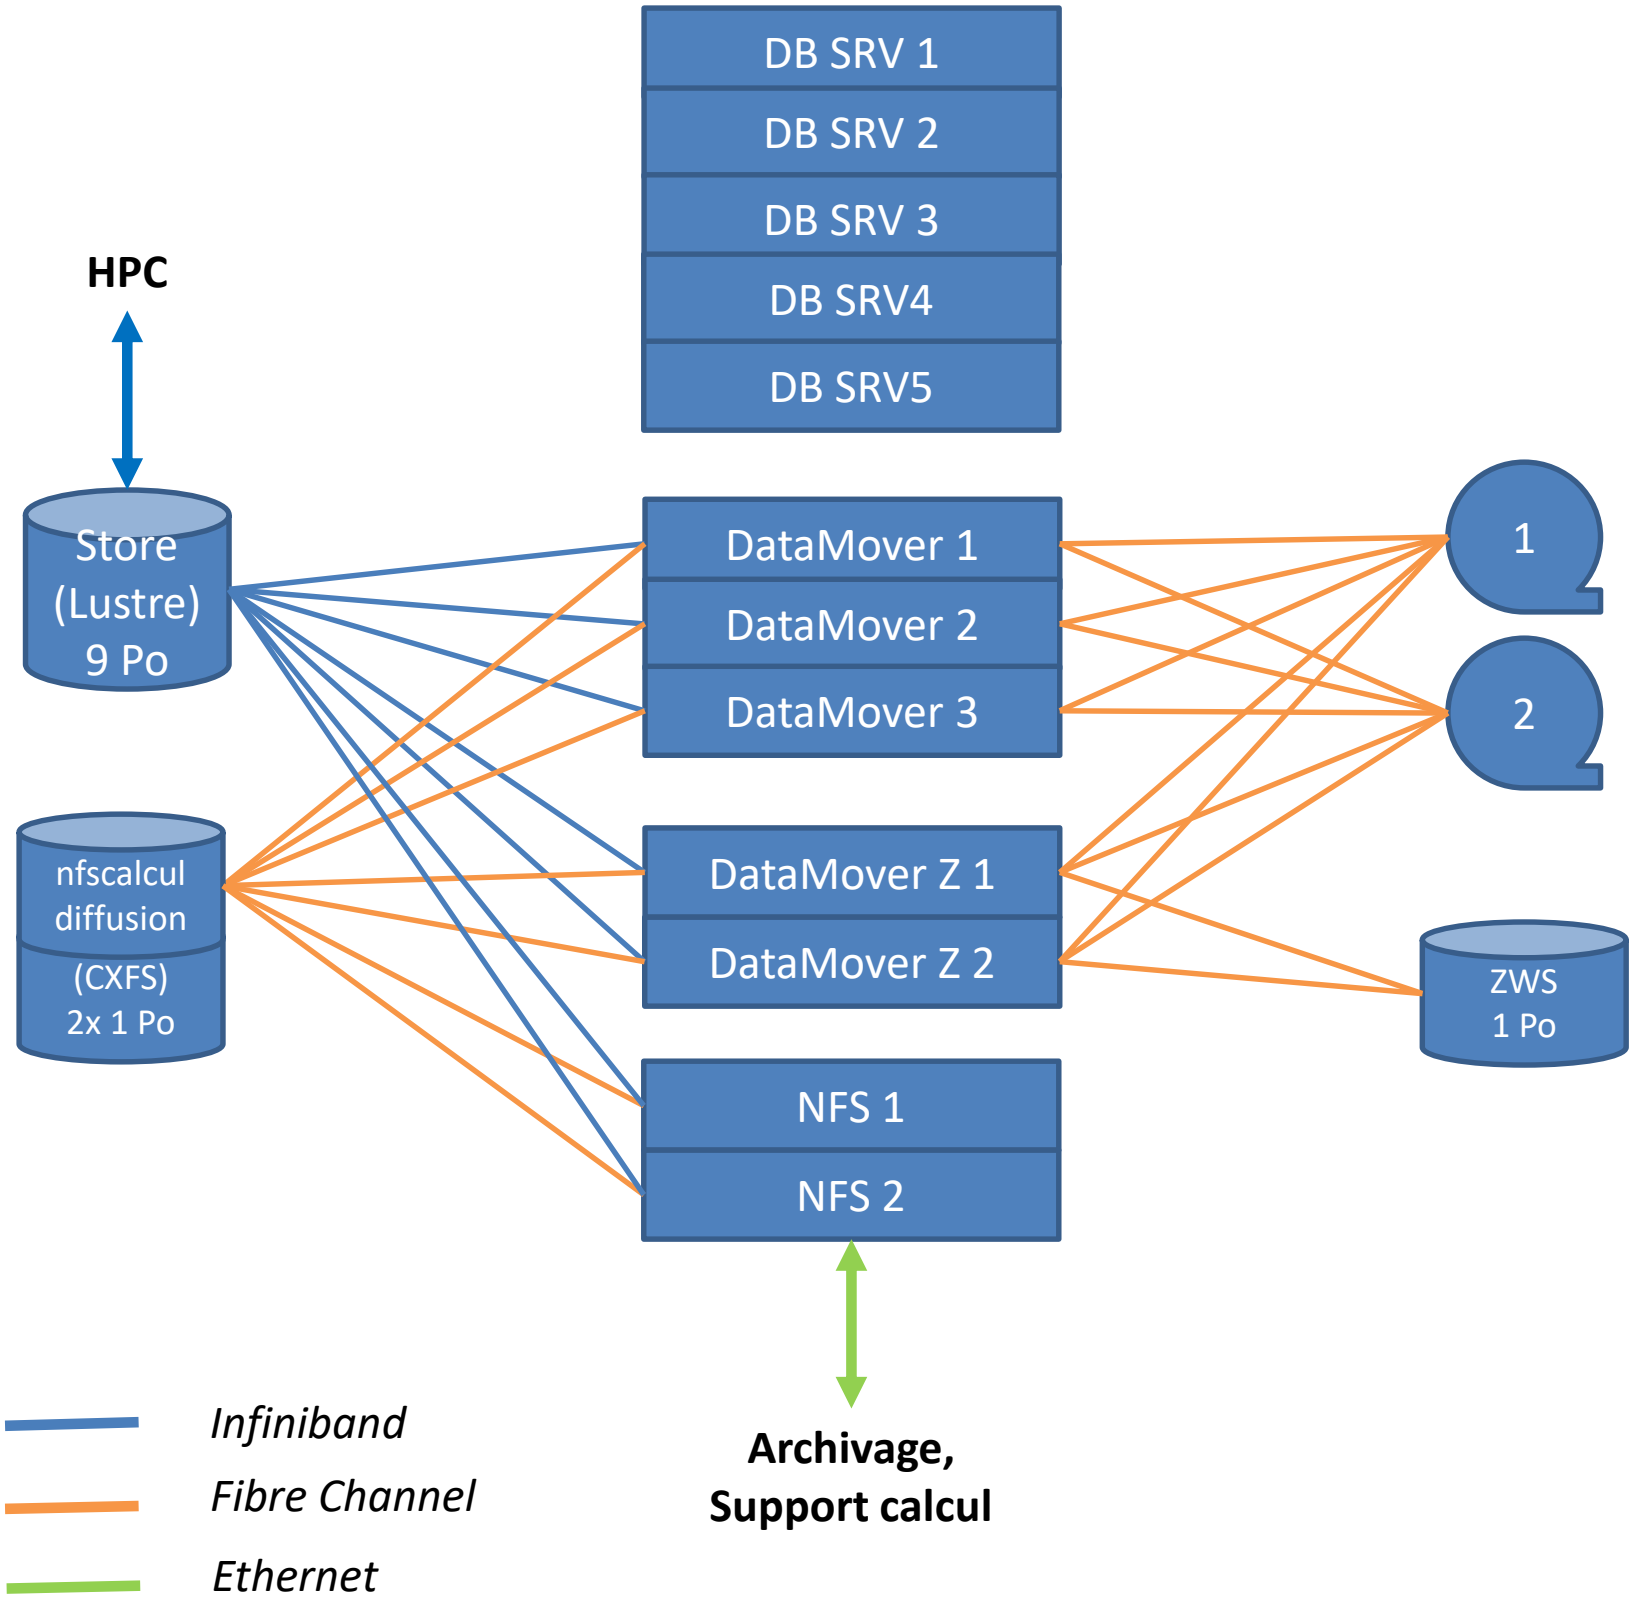 DB SRV 1
DB SRV 2
DB SRV 3
DB SRV4
DB SRV5
HPC
Store
(Lustre)
9 Po
nfscalcul
diffusion
(CXFS)
2x 1 Po
DataMover 1
DataMover 2
DataMover 3
DataMover Z 1
DataMover Z 2
NFS 1
NFS 2
1
2
ZWS
1 Po
Archivage,
Support calcul
Infiniband
Fibre Channel
Ethernet